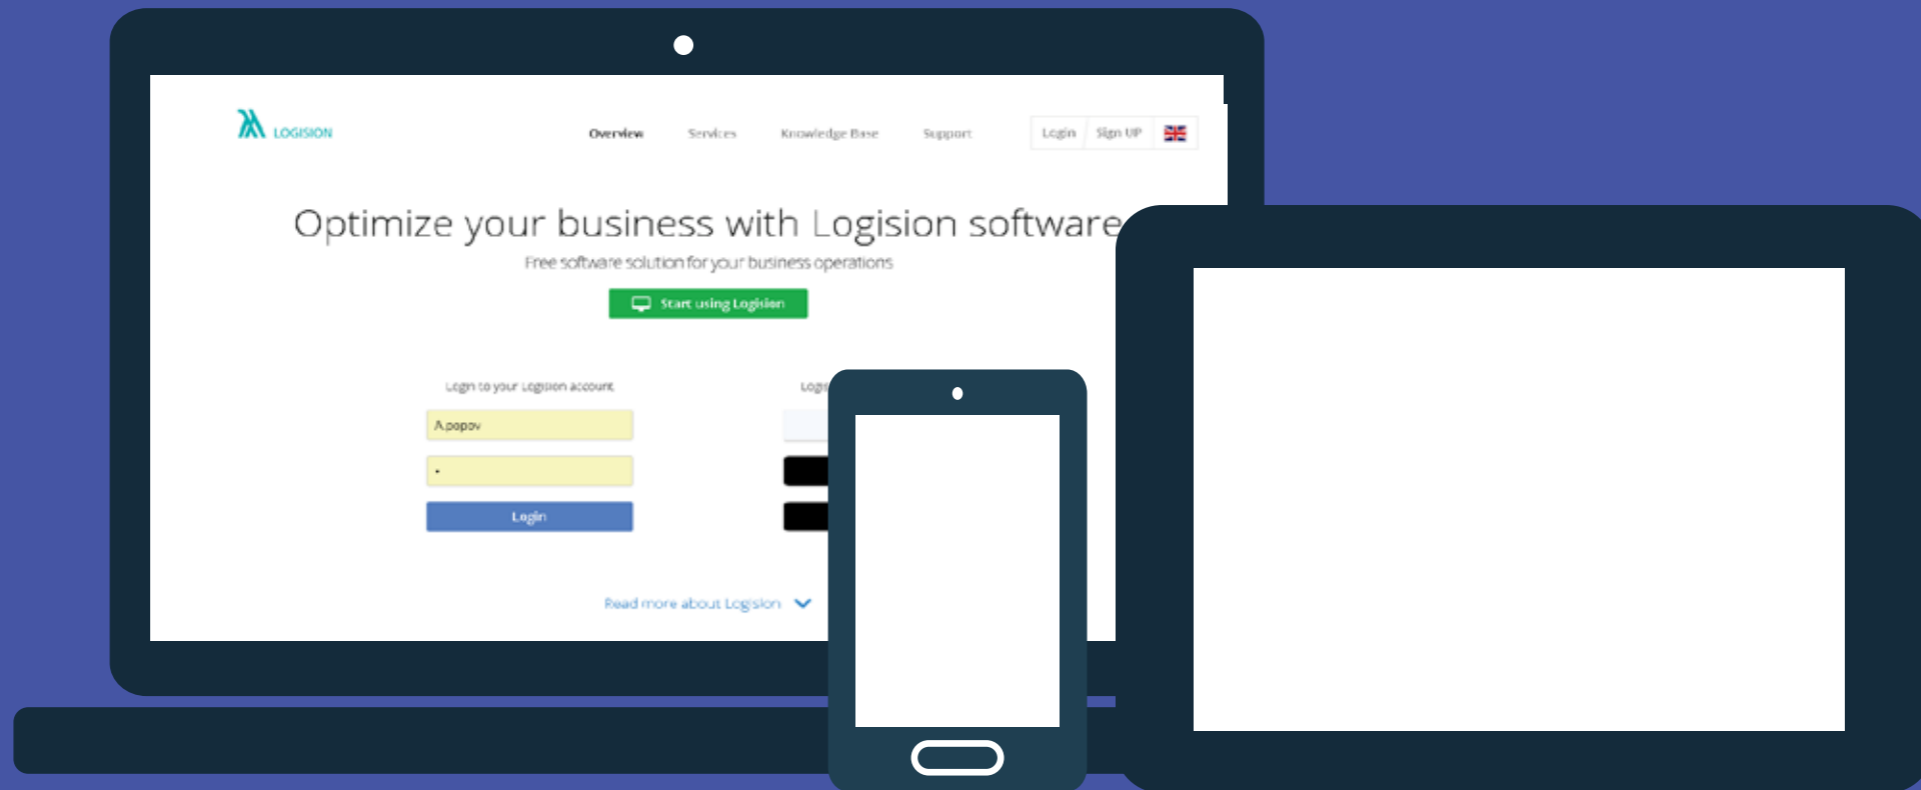 LOGISION
Overview Services Knowledge Base Support Login Sign UP
Optimize your business with Logision software
Free software solution for your business operations
Start using Logision
Login to your Logision account
A.popov
Login
Read more about Logision